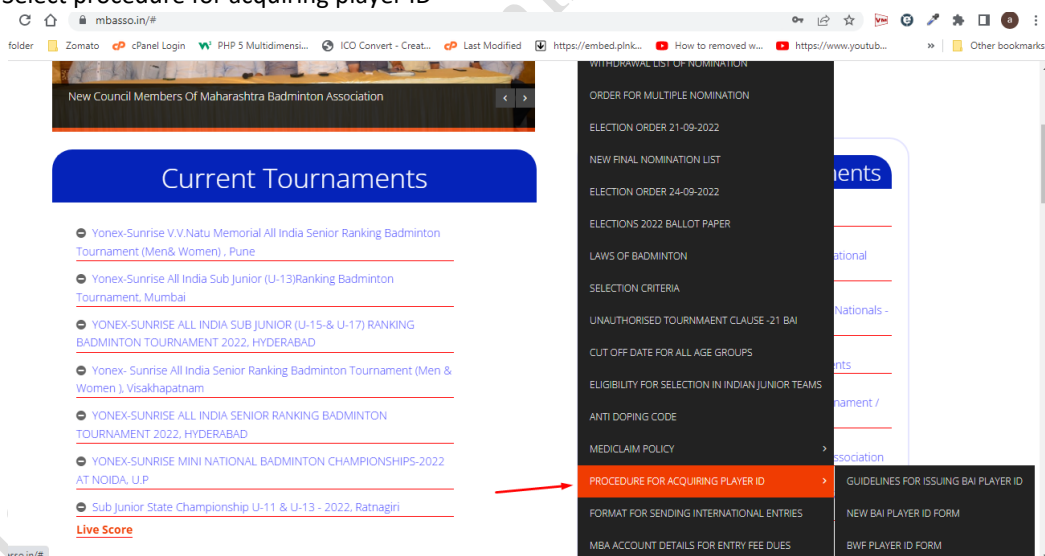 Select procedure for acquiring player ID
mbasso.in/#
folder Zomato cPanel Login PHP 5 Multidimensi... ICO Convert - Creat... Last Modified https://embed.plnk... How to removed w... https://www.youtub... » Other bookmarks
New Council Members Of Maharashtra Badminton Association
Current Tournaments
Yonex-Sunrise V.V.Natu Memorial All India Senior Ranking Badminton
Tournament (Men& Women) , Pune
Yonex-Sunrise All India Sub Junior (U-13)Ranking Badminton
Tournament, Mumbai
YONEX-SUNRISE ALL INDIA SUB JUNIOR (U-15-& U-17) RANKING
BADMINTON TOURNAMENT 2022, HYDERABAD
Yonex- Sunrise All India Senior Ranking Badminton Tournament (Men &
Women ), Visakhapatnam
YONEX-SUNRISE ALL INDIA SENIOR RANKING BADMINTON
TOURNAMENT 2022, HYDERABAD
YONEX-SUNRISE MINI NATIONAL BADMINTON CHAMPIONSHIPS-2022
AT NOIDA, U.P
Sub Junior State Championship U-11 & U-13 - 2022, Ratnagiri
Live Score
WITHDRAWAL LIST OF NOMINATION
ORDER FOR MULTIPLE NOMINATION
ELECTION ORDER 21-09-2022
NEW FINAL NOMINATION LIST
ELECTION ORDER 24-09-2022
ELECTIONS 2022 BALLOT PAPER
LAWS OF BADMINTON
SELECTION CRITERIA
UNAUTHORISED TOURNMAENT CLAUSE -21 BAI
CUT OFF DATE FOR ALL AGE GROUPS
ELIGIBILITY FOR SELECTION IN INDIAN JUNIOR TEAMS
ANTI DOPING CODE
MEDICLAIM POLICY
PROCEDURE FOR ACQUIRING PLAYER ID
FORMAT FOR SENDING INTERNATIONAL ENTRIES
MBA ACCOUNT DETAILS FOR ENTRY FEE DUES
GUIDELINES FOR ISSUING BAI PLAYER ID
NEW BAI PLAYER ID FORM
BWF PLAYER ID FORM
ments
ational
Nationals -
ents
nament /
ssociation